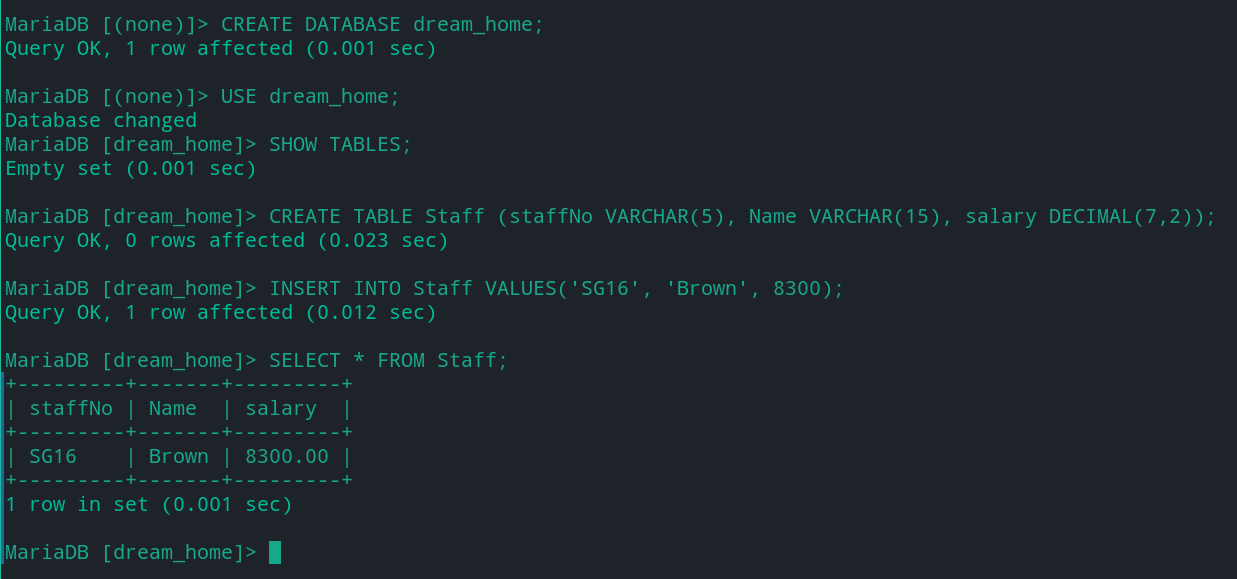 MariaDB [(none)]> CREATE DATABASE dream_home;
Query OK, 1 row affected (0.001 sec)
MariaDB [(none)]> USE dream_home;
Database changed
MariaDB [dream_home]> SHOW TABLES;
Empty set (0.001 sec)
MariaDB [dream_home]> CREATE TABLE Staff (staffNo VARCHAR(5), Name VARCHAR(15), salary DECIMAL(7,2));
Query OK, 0 rows affected (0.023 sec)
MariaDB [dream_home]> INSERT INTO Staff VALUES('SG16', 'Brown', 8300);
Query OK, 1 row affected (0.012 sec)
MariaDB [dream_home]> SELECT * FROM Staff;
+---------+-------+---------+
| staffNo | Name  | salary  |
+---------+-------+---------+
| SG16    | Brown | 8300.00 |
+---------+-------+---------+
1 row in set (0.001 sec)
MariaDB [dream_home]>